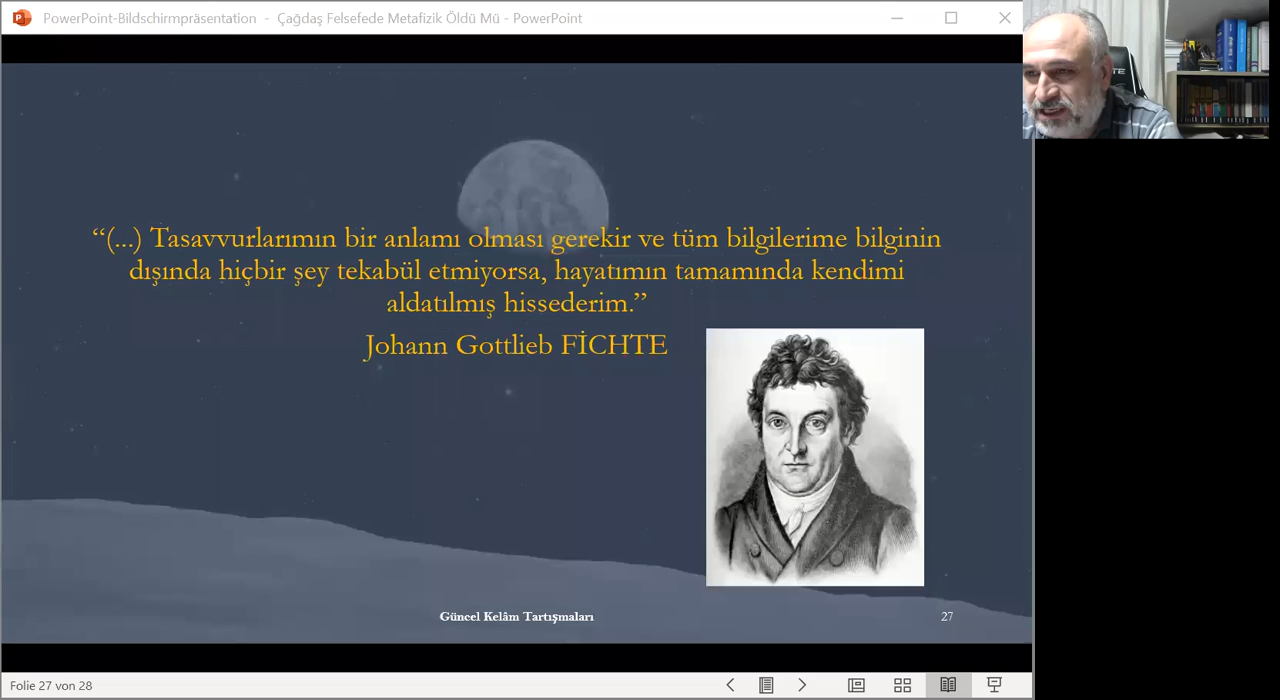 PowerPoint-Bildschirmpräsentation - Çağdaş Felsefede Metafizik Öldü Mü - PowerPoint
“(...) Tasavvurlarımın bir anlamı olması gerekir ve tüm bilgilerime bilginin
dışında hiçbir şey tekabül etmiyorsa, hayatımın tamamında kendimi
aldatılmış hissederim.”
Johann Gottlieb FİCHTE
Güncel Kelâm Tartışmaları
27
Folie 27 von 28